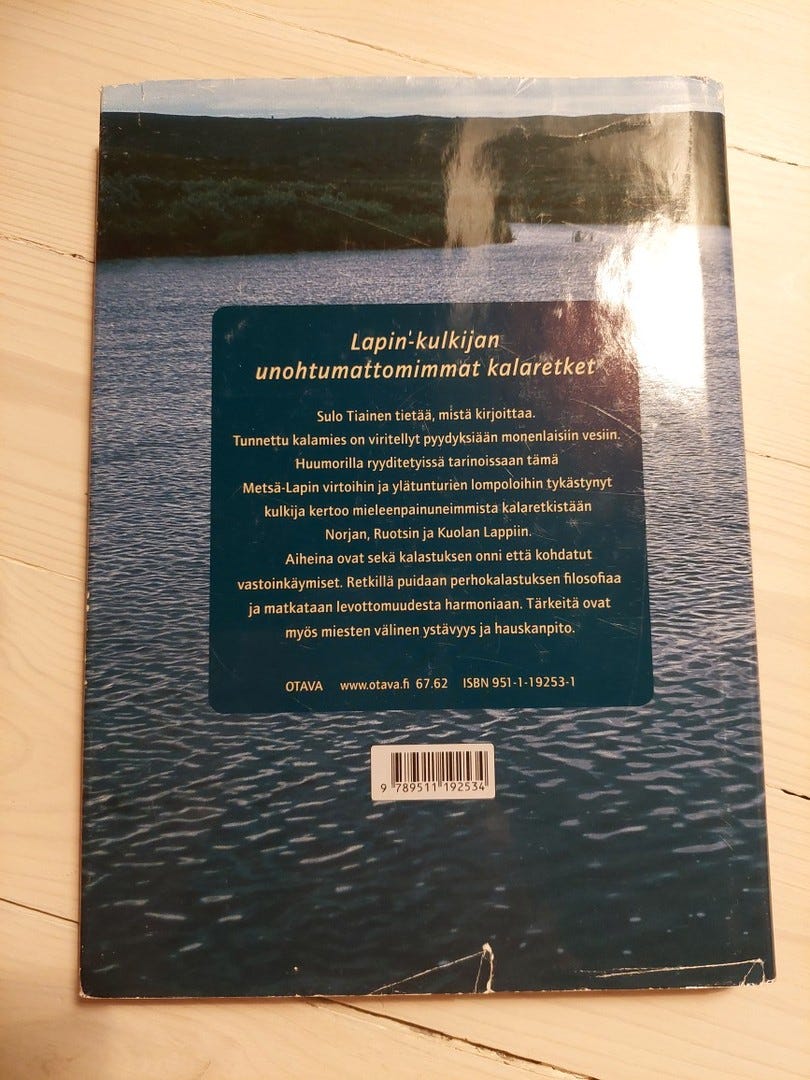 Lapin-kulkijan
unohtumattomimmat kalaretket
Sulo Tiainen tietää, mistä kirjoittaa.
Tunnettu kalamies on viritellyt pyydyksiään monenlaisiin vesiin.
Huumorilla ryyditetyissä tarinoissaan tämä
Metsä-Lapin virtoihin ja ylätunturien lompoloihin tykästynyt
kulkija kertoo mieleenpainuneimmista kalaretkistään
Norjan, Ruotsin ja Kuolan Lappiin.
Aiheina ovat sekä kalastuksen onni että kohdatut
vastoinkäymiset. Retkillä puidaan perhokalastuksen filosofiaa
ja matkataan levottomuudesta harmoniaan. Tärkeitä ovat
myös miesten välinen ystävyys ja hauskanpito.
OTAVA www.otava.fi 67.62 ISBN 951-1-19253-1
9 789511 192534